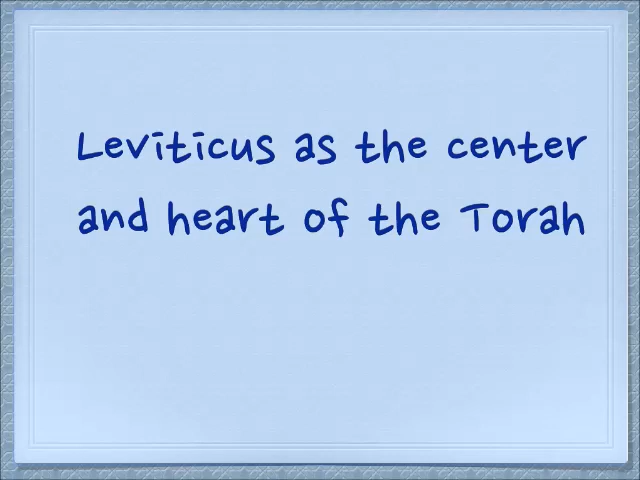 Leviticus as the center
and heart of the Torah